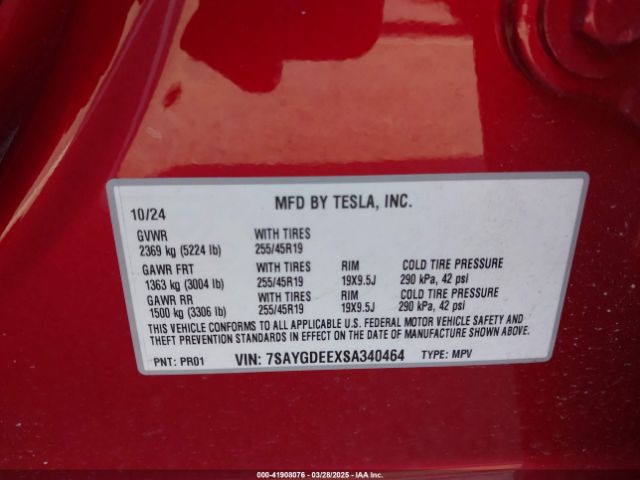 10/24 MFD BY TESLA, INC.
GVWR WITH TIRES
2369 kg (5224 lb) 255/45R19
GAWR FRT WITH TIRES RIM COLD TIRE PRESSURE
1363 kg (3004 lb) 255/45R19 19X9.5J 290 kPa, 42 psi
GAWR RR WITH TIRES RIM COLD TIRE PRESSURE
1500 kg (3306 lb) 255/45R19 19X9.5J 290 kPa, 42 psi
THIS VEHICLE CONFORMS TO ALL APPLICABLE U.S. FEDERAL MOTOR VEHICLE SAFETY AND
THEFT PREVENTION STANDARDS IN EFFECT ON THE DATE OF MANUFACTURE SHOWN ABOVE.
PNT: PR01 VIN: 7SAYGDEEXSA340464 TYPE: MPV
000-41908076 - 03/28/2025 - IAAI.COM